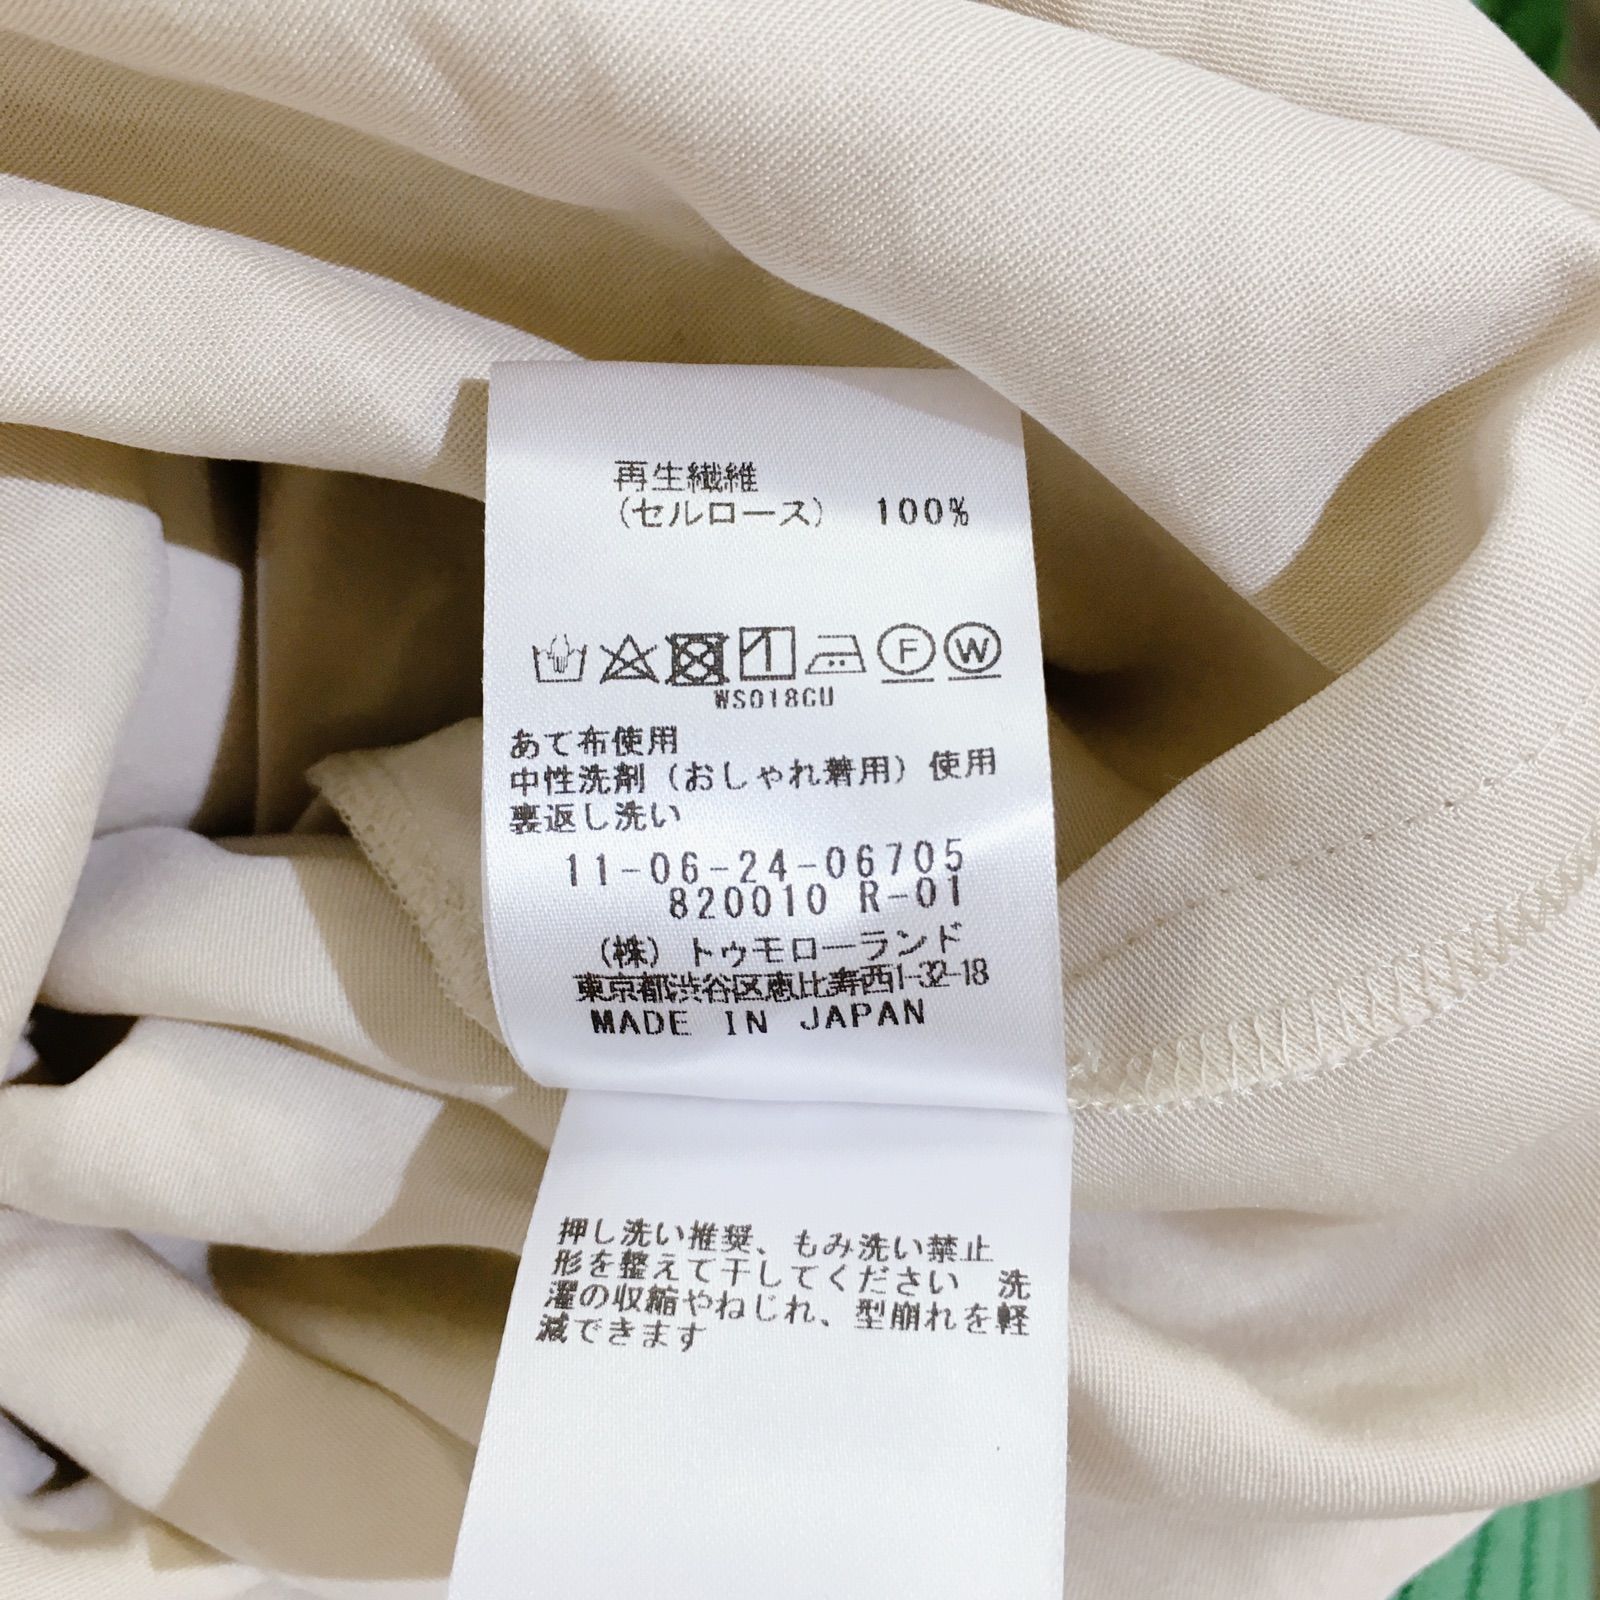 再生繊維
(セルロース) 100%
F W
WS018GU
あて布使用
中性洗剤(おしゃれ着用)使用
裏返し洗い
11-06-24-06705
820010 R-01
(株)トゥモローランド
東京都渋谷区恵比寿西1-32-18
MADE IN JAPAN
押し洗い推奨、もみ洗い禁止
形を整えて干してください 洗
濯の収縮やねじれ、型崩れを軽
減できます